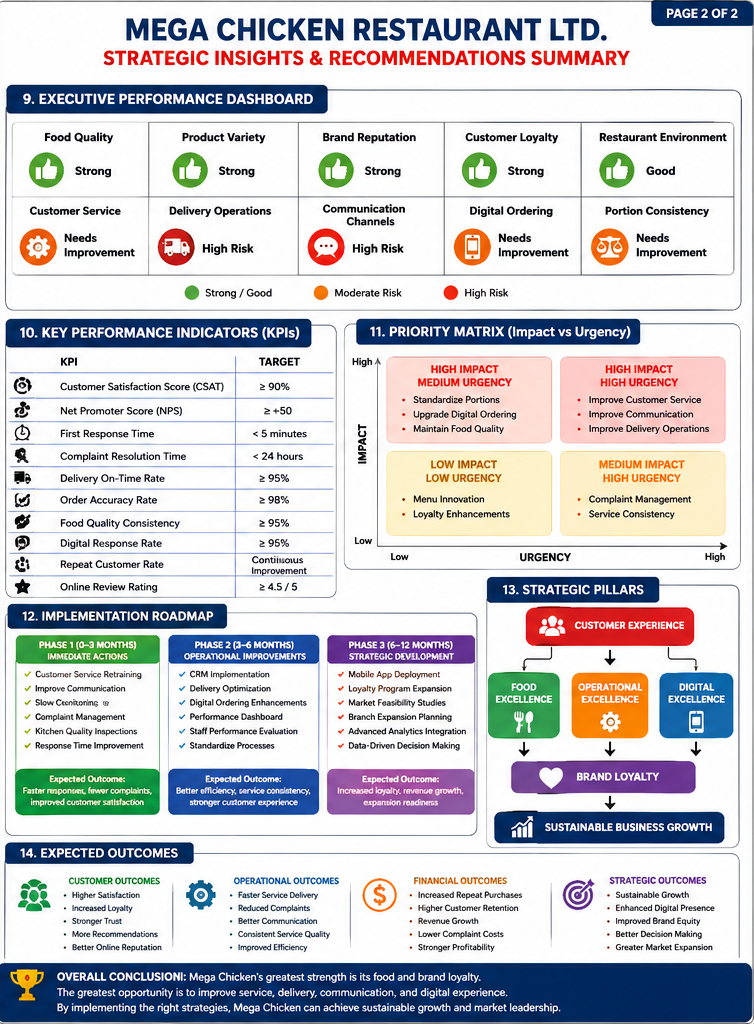 PAGE 2 OF 2
MEGA CHICKEN RESTAURANT LTD.
STRATEGIC INSIGHTS & RECOMMENDATIONS SUMMARY
9. EXECUTIVE PERFORMANCE DASHBOARD
Food Quality
Strong
Product Variety
Strong
Brand Reputation
Strong
Customer Loyalty
Strong
Restaurant Environment
Good
Customer Service
Needs
Improvement
Delivery Operations
High Risk
Communication
Channels
High Risk
Digital Ordering
Needs
Improvement
Portion Consistency
Needs
Improvement
Strong / Good
Moderate Risk
High Risk
10. KEY PERFORMANCE INDICATORS (KPIs)
KPI TARGET
Customer Satisfaction Score (CSAT) ≥ 90%
Net Promoter Score (NPS) ≥ +50
First Response Time < 5 minutes
Complaint Resolution Time < 24 hours
Delivery On-Time Rate ≥ 95%
Order Accuracy Rate ≥ 98%
Food Quality Consistency ≥ 95%
Digital Response Rate ≥ 95%
Repeat Customer Rate Continuous
Improvement
Online Review Rating ≥ 4.5 / 5
11. PRIORITY MATRIX (Impact vs Urgency)
High
IMPACT
Low
HIGH IMPACT
MEDIUM URGENCY
• Standardize Portions
• Upgrade Digital Ordering
• Maintain Food Quality
HIGH IMPACT
HIGH URGENCY
• Improve Customer Service
• Improve Communication
• Improve Delivery Operations
LOW IMPACT
LOW URGENCY
• Menu Innovation
• Loyalty Enhancements
MEDIUM IMPACT
HIGH URGENCY
• Complaint Management
• Service Consistency
Low
URGENCY
High
12. IMPLEMENTATION ROADMAP
PHASE 1 (0–3 MONTHS)
IMMEDIATE ACTIONS
✓ Customer Service Retraining
✓ Improve Communication
✓ Slow
✓ Complaint Management
✓ Kitchen Quality Inspections
✓ Response Time Improvement
Expected Outcome:
Faster responses, fewer complaints,
improved customer satisfaction
PHASE 2 (3–6 MONTHS)
OPERATIONAL IMPROVEMENTS
✓ CRM Implementation
✓ Delivery Optimization
✓ Digital Ordering Enhancements
✓ Performance Dashboard
✓ Staff Performance Evaluation
✓ Standardize Processes
Expected Outcome:
Better efficiency, service consistency,
stronger customer experience
PHASE 3 (6–12 MONTHS)
STRATEGIC DEVELOPMENT
✓ Mobile App Deployment
✓ Loyalty Program Expansion
✓ Market Feasibility Studies
✓ Branch Expansion Planning
✓ Advanced Analytics Integration
✓ Data-Driven Decision Making
Expected Outcome:
Increased loyalty, revenue growth,
expansion readiness
13. STRATEGIC PILLARS
CUSTOMER EXPERIENCE
FOOD
EXCELLENCE
OPERATIONAL
EXCELLENCE
DIGITAL
EXCELLENCE
BRAND LOYALTY
SUSTAINABLE BUSINESS GROWTH
14. EXPECTED OUTCOMES
CUSTOMER OUTCOMES
• Higher Satisfaction
• Increased Loyalty
• Stronger Trust
• More Recommendations
• Better Online Reputation
OPERATIONAL OUTCOMES
• Faster Service Delivery
• Reduced Complaints
• Better Communication
• Consistent Service Quality
• Improved Efficiency
FINANCIAL OUTCOMES
• Increased Repeat Purchases
• Higher Customer Retention
• Revenue Growth
• Lower Complaint Costs
• Stronger Profitability
STRATEGIC OUTCOMES
• Sustainable Growth
• Enhanced Digital Presence
• Improved Brand Equity
• Better Decision Making
• Greater Market Expansion
OVERALL CONCLUSION: Mega Chicken's greatest strength is its food and brand loyalty.
The greatest opportunity is to improve service, delivery, communication, and digital experience.
By implementing the right strategies, Mega Chicken can achieve sustainable growth and market leadership.